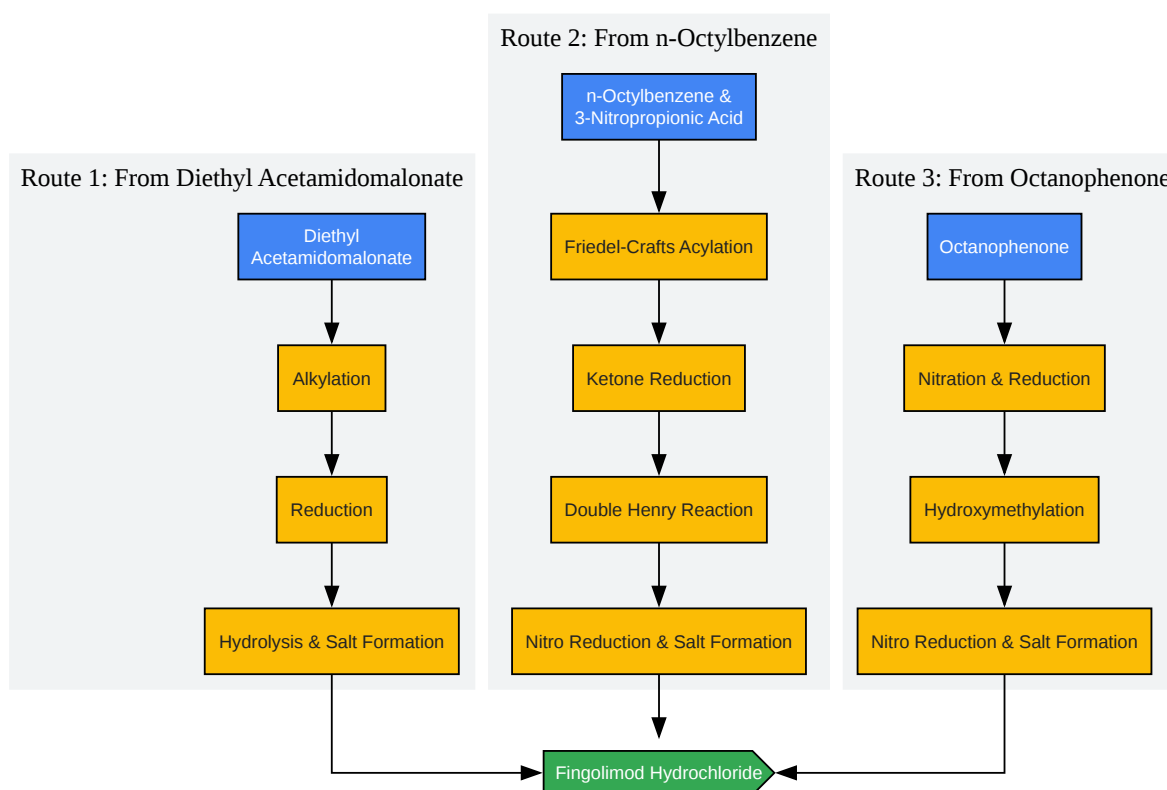 Route 1: From Diethyl Acetamidomalonate
Diethyl
Acetamidomalonate
Alkylation
Reduction
Hydrolysis & Salt Formation
Route 2: From n-Octylbenzene
n-Octylbenzene &
3-Nitropropionic Acid
Friedel-Crafts Acylation
Ketone Reduction
Double Henry Reaction
Nitro Reduction & Salt Formation
Route 3: From Octanophenone
Octanophenone
Nitration & Reduction
Hydroxymethylation
Nitro Reduction & Salt Formation
Fingolimod Hydrochloride